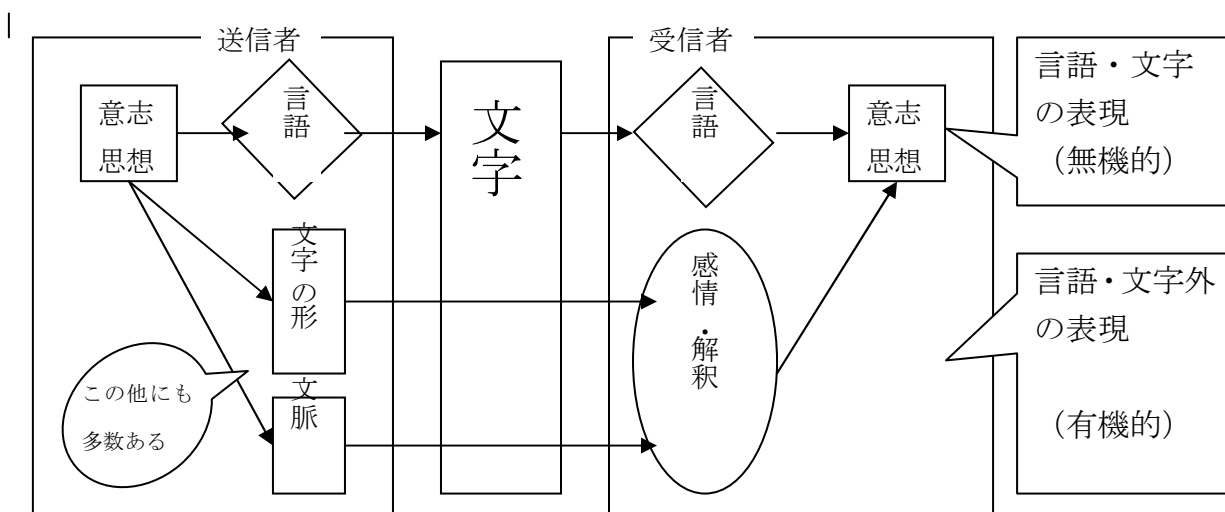 送信者
意志
思想
言語
文字の形
文脈
この他にも
多数ある
文字
受信者
言語
感情・解釈
意志
思想
言語・文字
の表現
（無機的）
言語・文字外
の表現
（有機的）